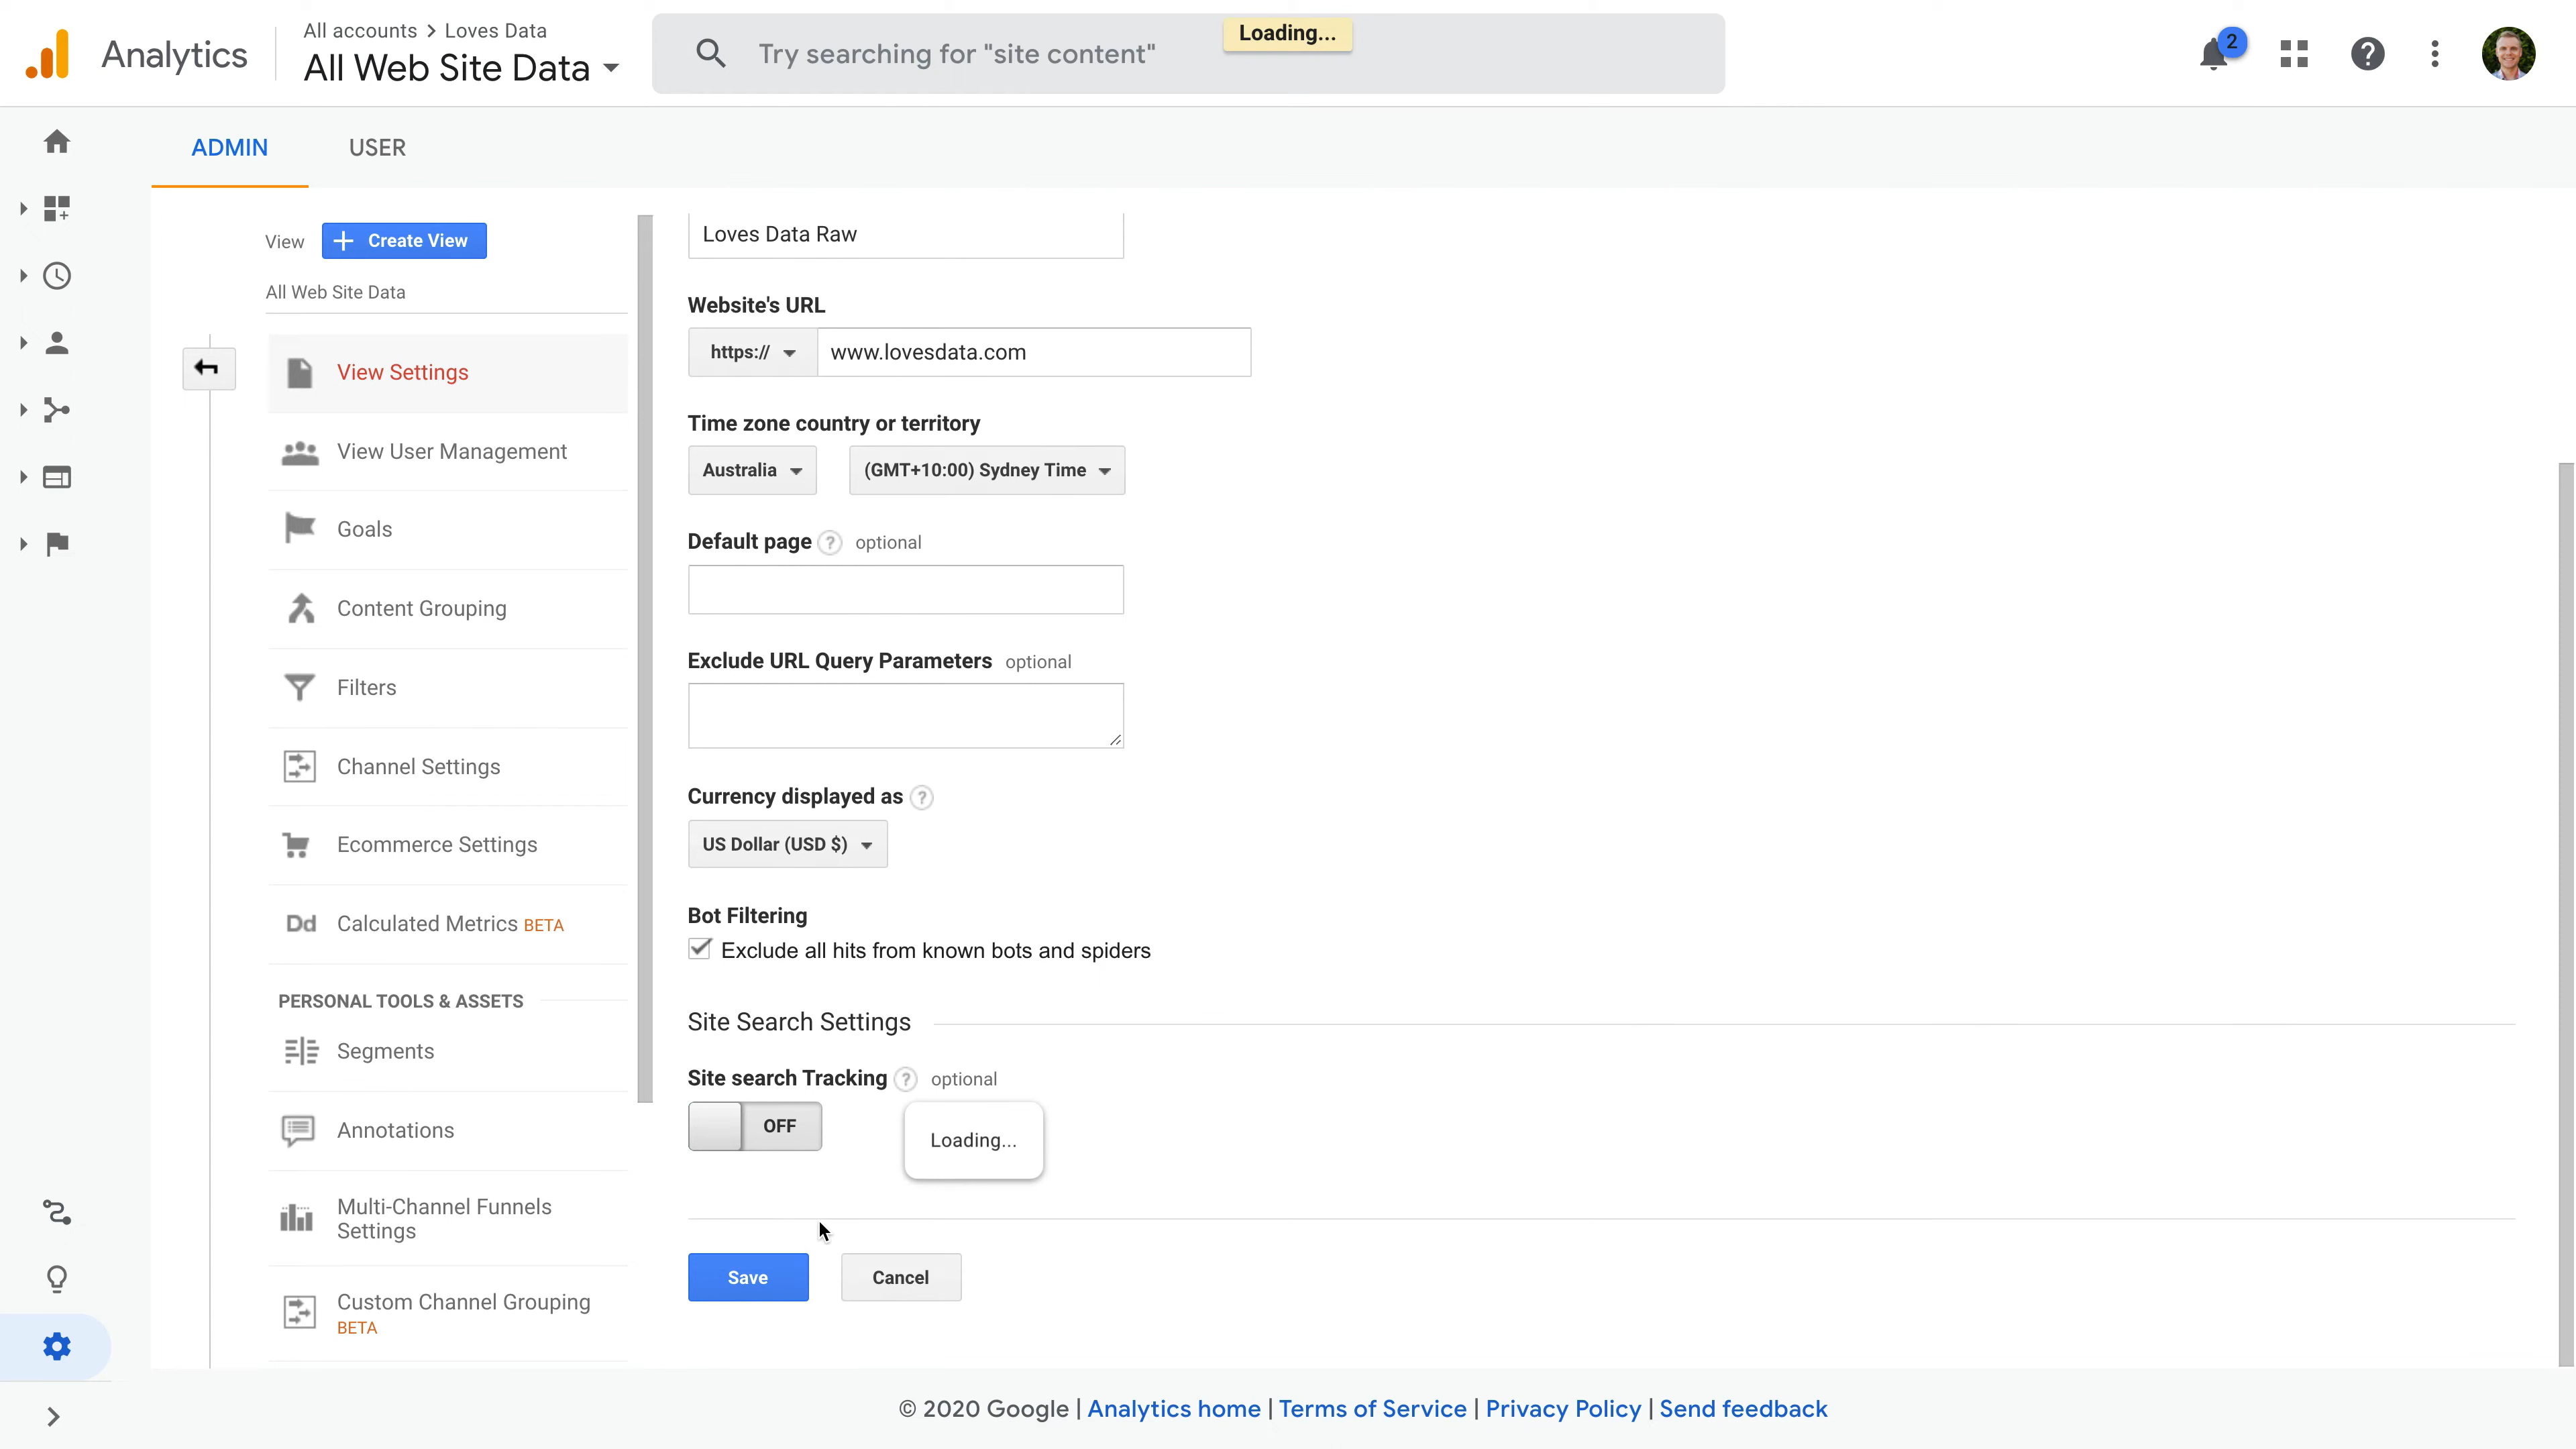 Analytics
All accounts > Loves Data
All Web Site Data
Try searching for "site content"
Loading...
2
ADMIN
USER
View
Create View
All Web Site Data
View Settings
View User Management
Goals
Content Grouping
Filters
Channel Settings
Ecommerce Settings
Dd Calculated Metrics BETA
PERSONAL TOOLS & ASSETS
Segments
Annotations
Multi-Channel Funnels
Settings
Custom Channel Grouping
BETA
Loves Data Raw
Website's URL
https:// www.lovesdata.com
Time zone country or territory
Australia (GMT+10:00) Sydney Time
Default page ? optional
Exclude URL Query Parameters optional
Currency displayed as ?
US Dollar (USD $)
Bot Filtering
Exclude all hits from known bots and spiders
Site Search Settings
Site search Tracking ? optional
OFF
Loading...
Save
Cancel
© 2020 Google | Analytics home | Terms of Service | Privacy Policy | Send feedback